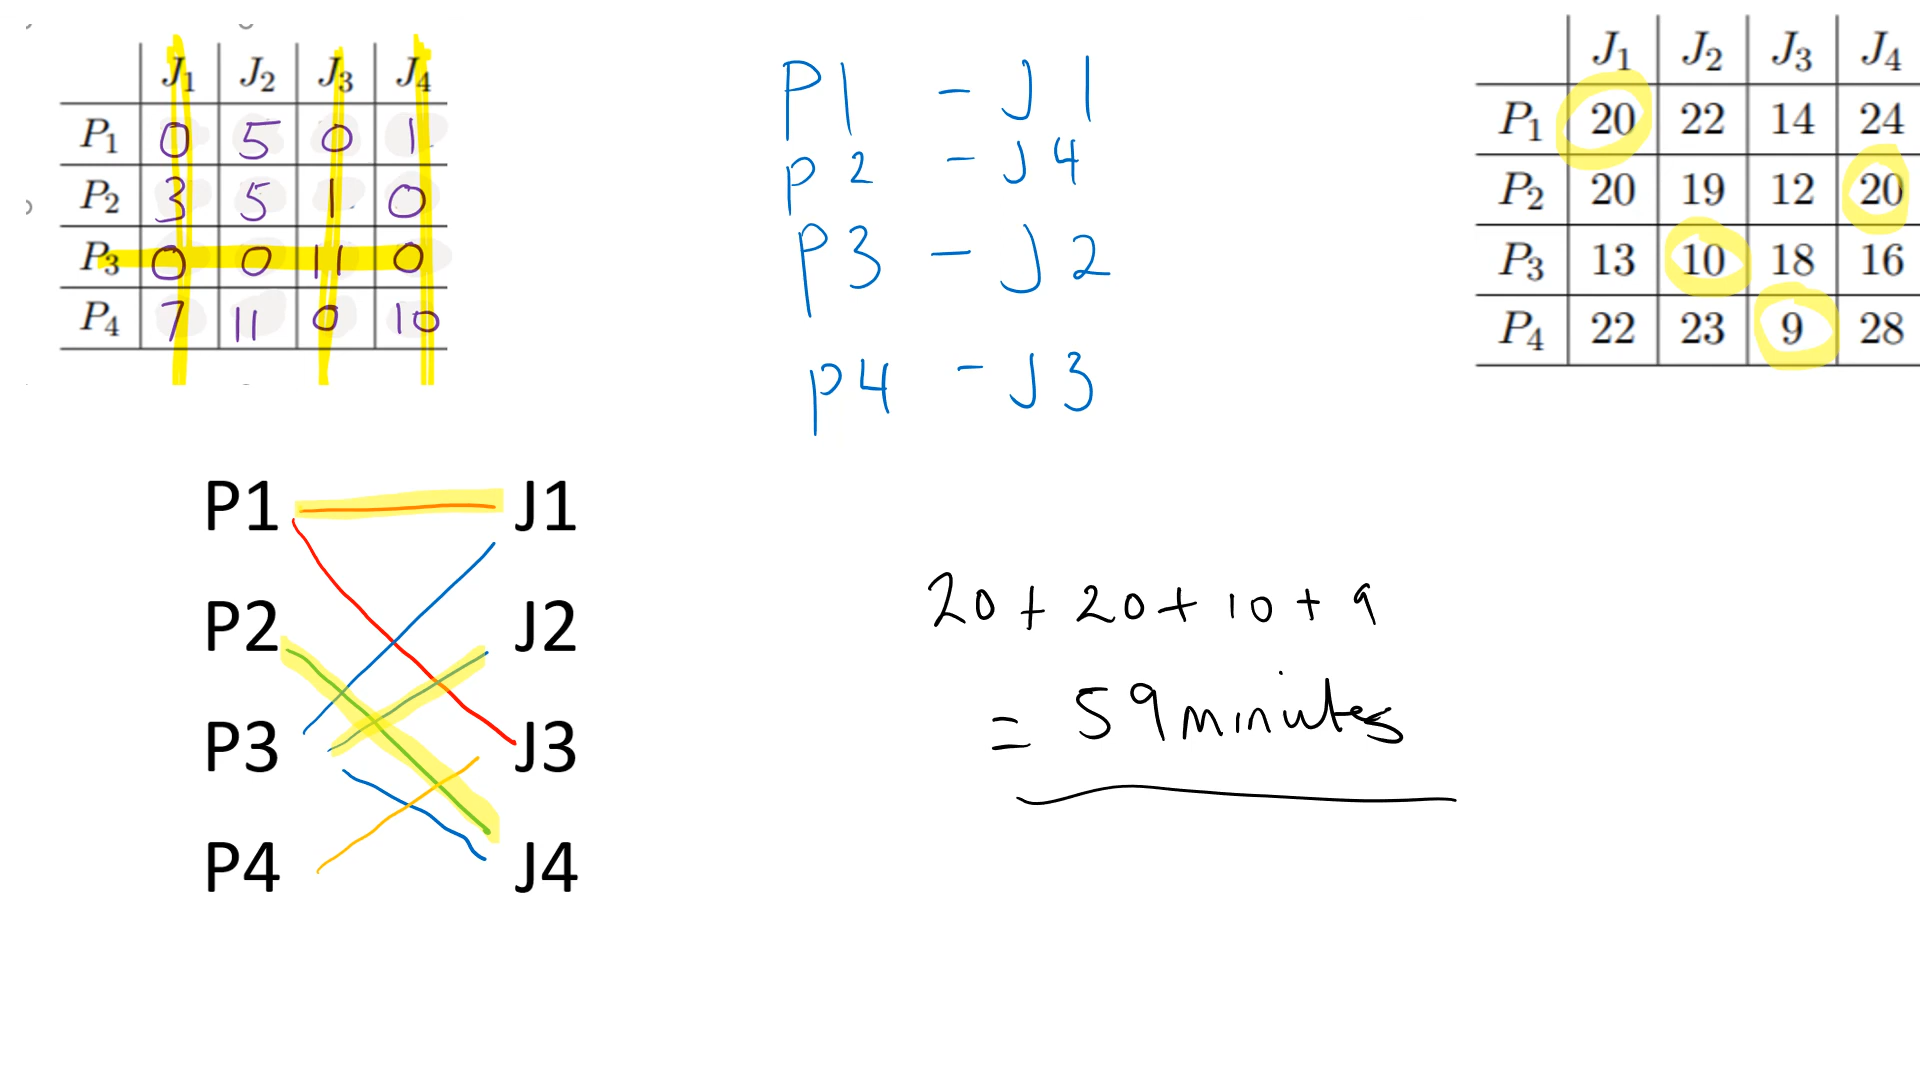 J1 J2 J3 J4
P1 0 5 0 1
P2 3 5 1 0
P3 0 0 11 0
P4 7 11 0 10
P1 - J1
P2 - J4
P3 - J2
P4 - J3
J1 J2 J3 J4
P1 20 22 14 24
P2 20 19 12 20
P3 13 10 18 16
P4 22 23 9 28
P1 J1
P2 J2
P3 J3
P4 J4
20 + 20 + 10 + 9
= 59 minutes